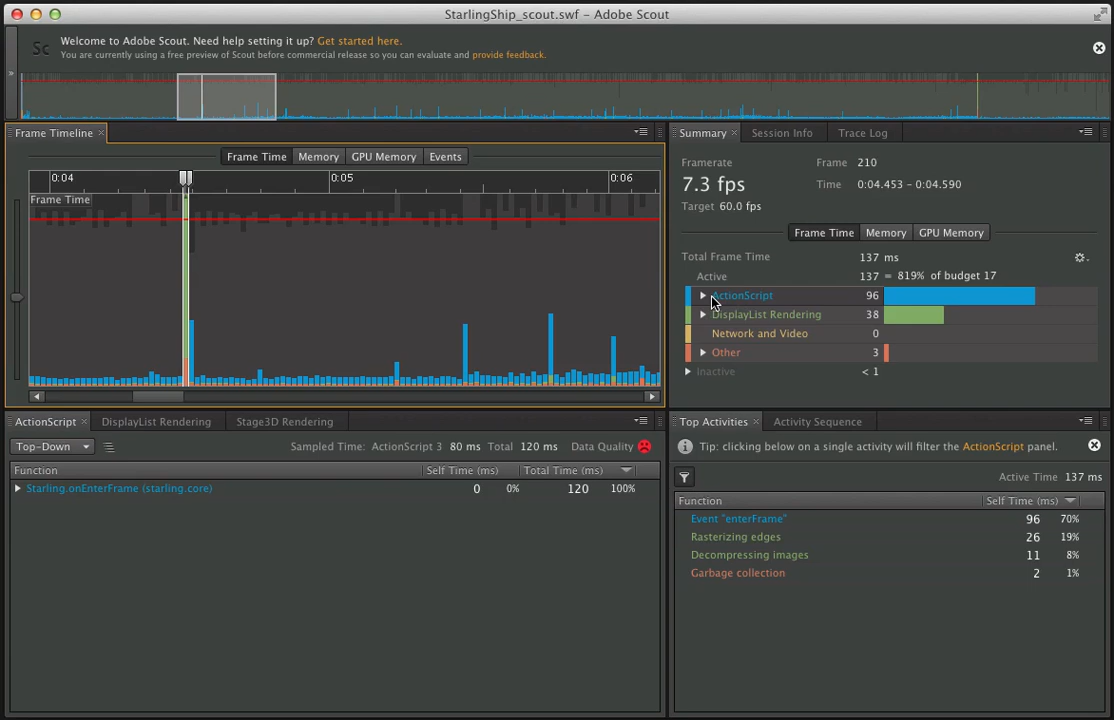 StarlingShip_scout.swf - Adobe Scout
Sc
Welcome to Adobe Scout. Need help setting it up? Get started here.
You are currently using a free preview of Scout before commercial release so you can evaluate and provide feedback.
Frame Timeline
Frame Time Memory GPU Memory Events
0:04 0:05 0:06
Frame Time
Summary Session Info Trace Log
Framerate Frame 210
7.3 fps Time 0:04.453 - 0:04.590
Target 60.0 fps
Frame Time Memory GPU Memory
Total Frame Time 137 ms
Active 137 = 819% of budget 17
ActionScript 96
DisplayList Rendering 38
Network and Video 0
Other 3
Inactive < 1
ActionScript DisplayList Rendering Stage3D Rendering
Top-Down Sampled Time: ActionScript 3 80 ms Total 120 ms Data Quality
Function Self Time (ms) Total Time (ms)
Starling.onEnterFrame (starling.core) 0 0% 120 100%
Top Activities Activity Sequence
Tip: clicking below on a single activity will filter the ActionScript panel.
Active Time 137 ms
Function Self Time (ms)
Event "enterFrame" 96 70%
Rasterizing edges 26 19%
Decompressing images 11 8%
Garbage collection 2 1%